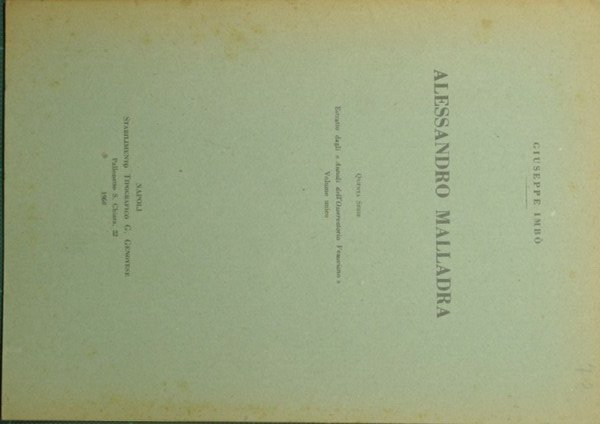 GIUSEPPE IMBÒ
ALESSANDRO MALLADRA
QUINTA SERIE
Estratto dagli « Annali dell'Osservatorio Vesuviano »
Volume unico
NAPOLI
STABILIMENTO TIPOGRAFICO G. GENOVESE
Pallonetto S. Chiara, 22